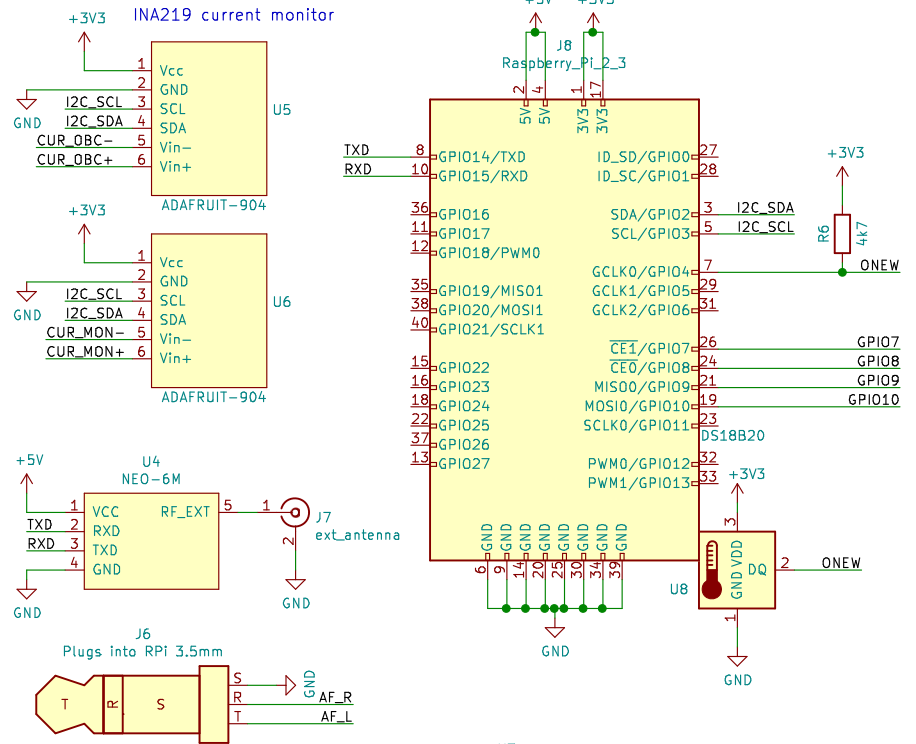 INA219 current monitor
+3V3
1 Vcc
2 GND
I2C_SCL 3 SCL
I2C_SDA 4 SDA
CUR_OBC- 5 Vin-
CUR_OBC+ 6 Vin+
GND
U5
ADAFRUIT-904
+3V3
1 Vcc
2 GND
I2C_SCL 3 SCL
I2C_SDA 4 SDA
CUR_MON- 5 Vin-
CUR_MON+ 6 Vin+
GND
U6
ADAFRUIT-904
+5V
U4
NEO-6M
1 VCC
TXD 2 RXD
RXD 3 TXD
4 GND
GND
RF_EXT 5
1
2
J7
ext_antenna
GND
J6
Plugs into RPi 3.5mm
T R S
S GND
R AF_R
T AF_L
+3V3
J8
Raspberry_Pi_2_3
2 4 1 17
5V 5V 3V3 3V3
TXD 8 GPIO14/TXD
RXD 10 GPIO15/RXD
36 GPIO16
11 GPIO17
12 GPIO18/PWM0
35 GPIO19/MISO1
38 GPIO20/MOSI1
40 GPIO21/SCLK1
15 GPIO22
16 GPIO23
18 GPIO24
22 GPIO25
37 GPIO26
13 GPIO27
ID_SD/GPIO0 27
ID_SC/GPIO1 28
SDA/GPIO2 3 I2C_SDA
SCL/GPIO3 5 I2C_SCL
GCLK0/GPIO4 7 ONEW
GCLK1/GPIO5 29
GCLK2/GPIO6 31
CE1/GPIO7 26 GPIO7
CE0/GPIO8 24 GPIO8
MISO0/GPIO9 21 GPIO9
MOSI0/GPIO10 19 GPIO10
SCLK0/GPIO11 23
PWM0/GPIO12 32
PWM1/GPIO13 33
GND GND GND GND GND GND GND GND
6 9 14 20 25 30 34 39
GND
+3V3
R6
4k7
DS18B20
+3V3
3
VDD
GND
DQ 2 ONEW
U8
1
GND